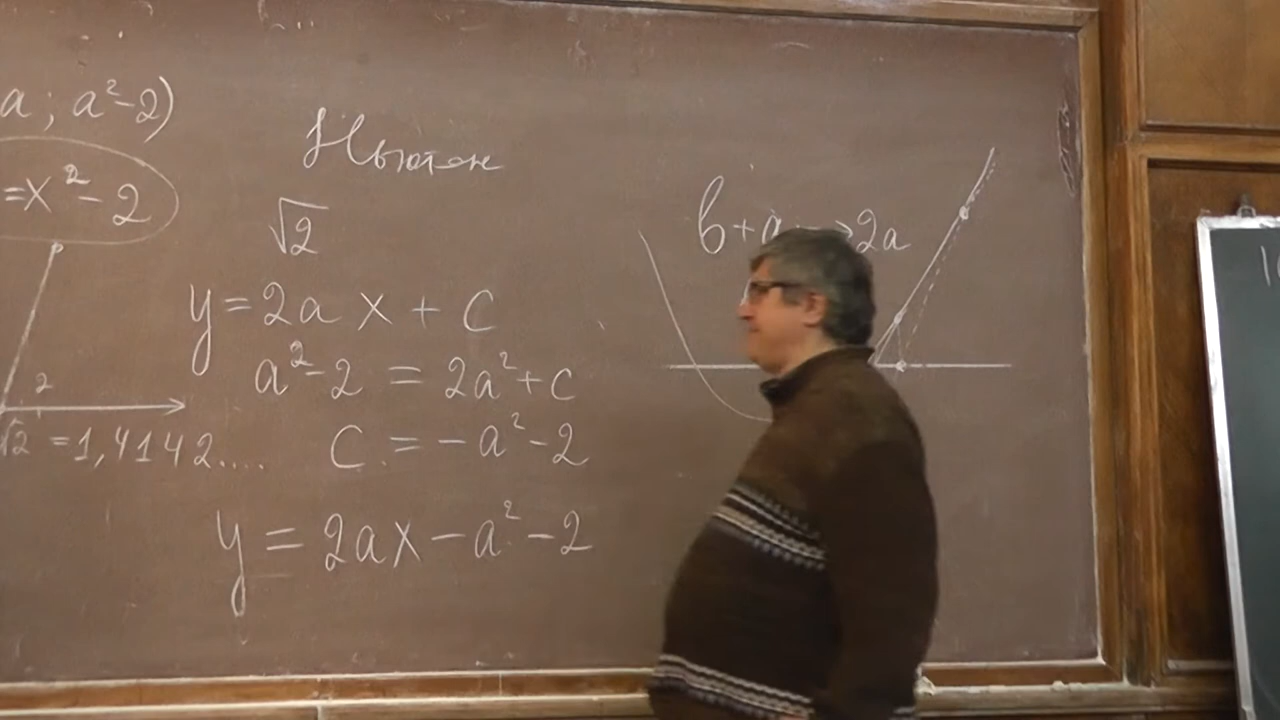 a; a²-2)
=x²-2
2
√2 =1,4142....
Ньютон
√2
y=2ax+c
a²-2 = 2a²+c
c = -a²-2
y = 2ax-a²-2
b+a → 2a